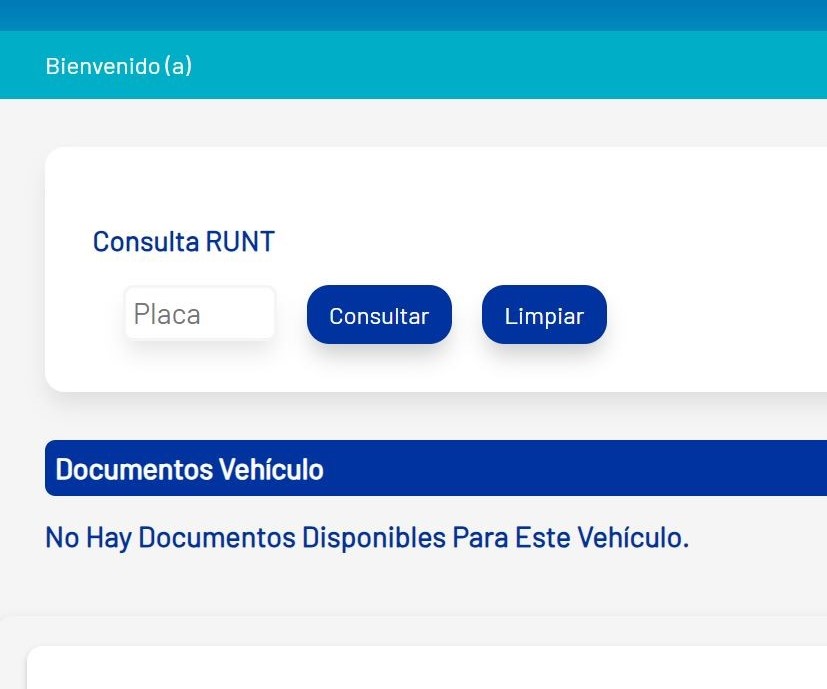 Bienvenido (a)
Consulta RUNT
Placa
Consultar
Limpiar
Documentos Vehículo
No Hay Documentos Disponibles Para Este Vehículo.